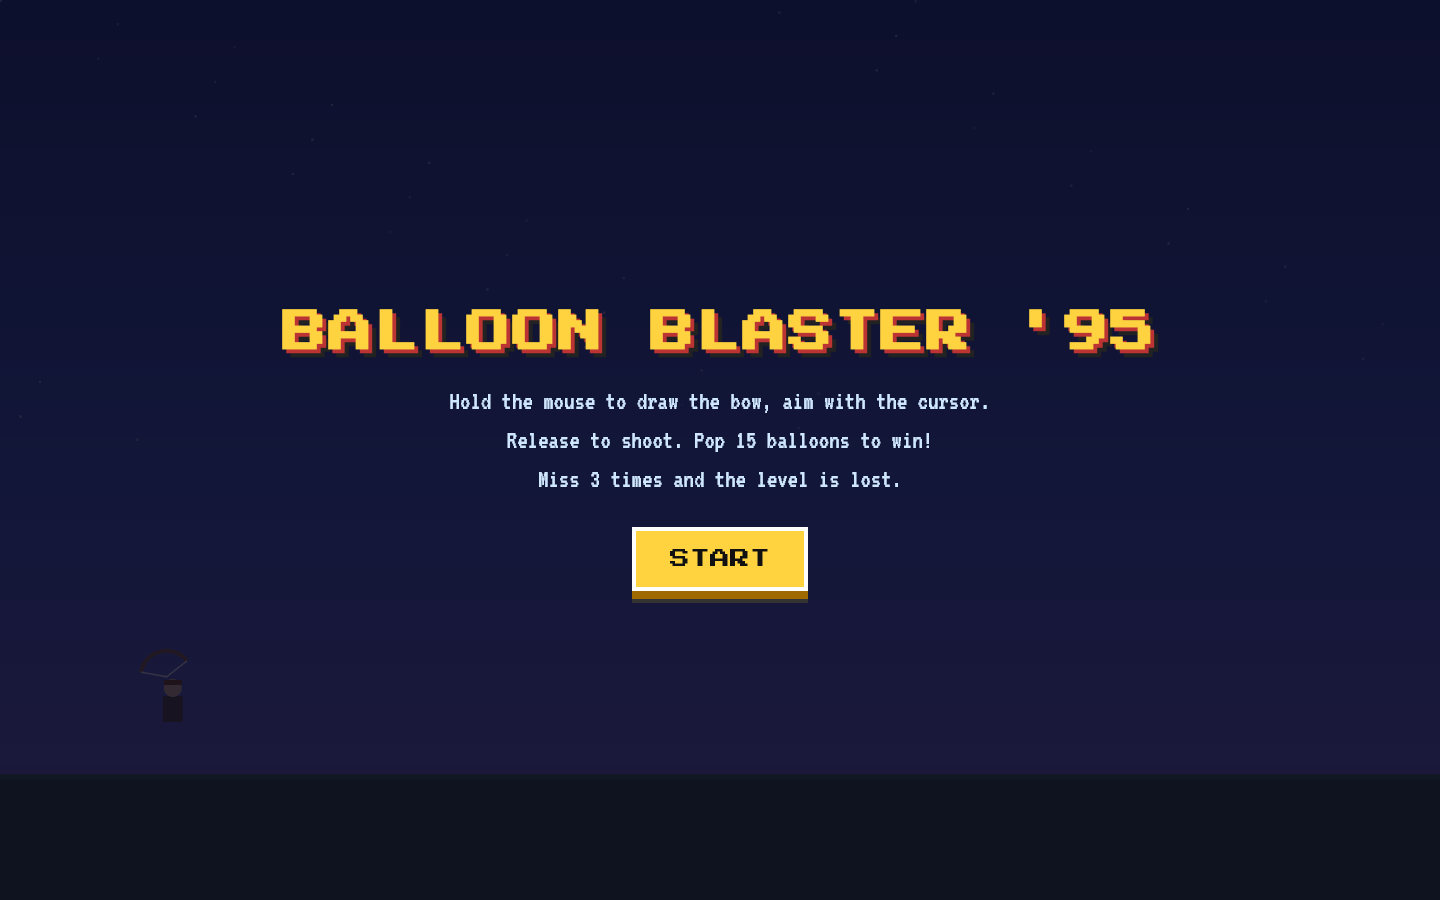 BALLOON BLASTER '95
Hold the mouse to draw the bow, aim with the cursor.
Release to shoot. Pop 15 balloons to win!
Miss 3 times and the level is lost.
START